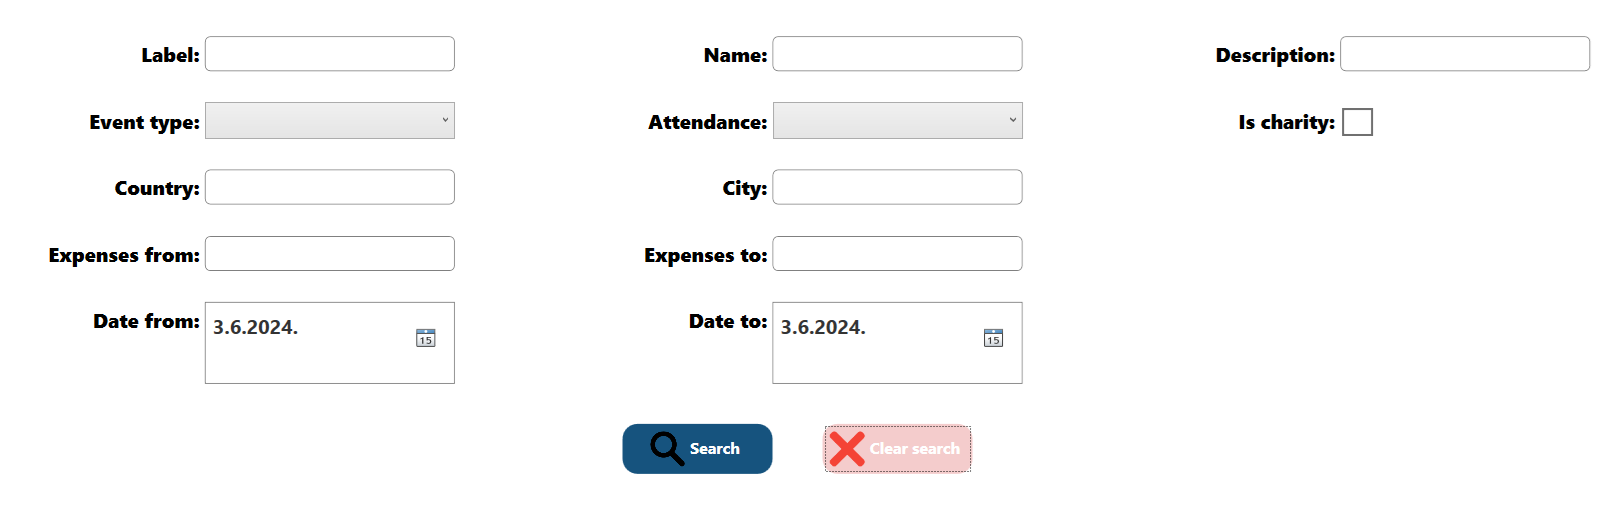 Label: Name: Description:
Event type: Attendance: Is charity:
Country: City:
Expenses from: Expenses to:
Date from: 3.6.2024. 15 Date to: 3.6.2024. 15
Search Clear search